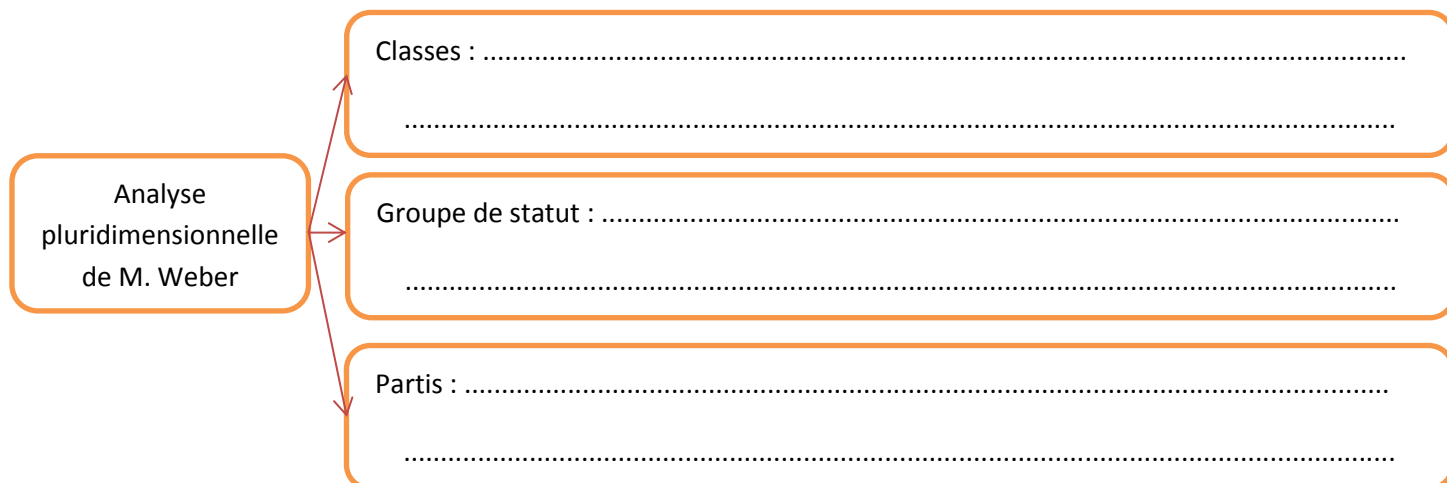 Classes : ..............................................................................................................................
.......................................................................................................................................
Analyse
pluridimensionnelle
de M. Weber
Groupe de statut : .............................................................................................................
.......................................................................................................................................
Partis : ..............................................................................................................................
.......................................................................................................................................